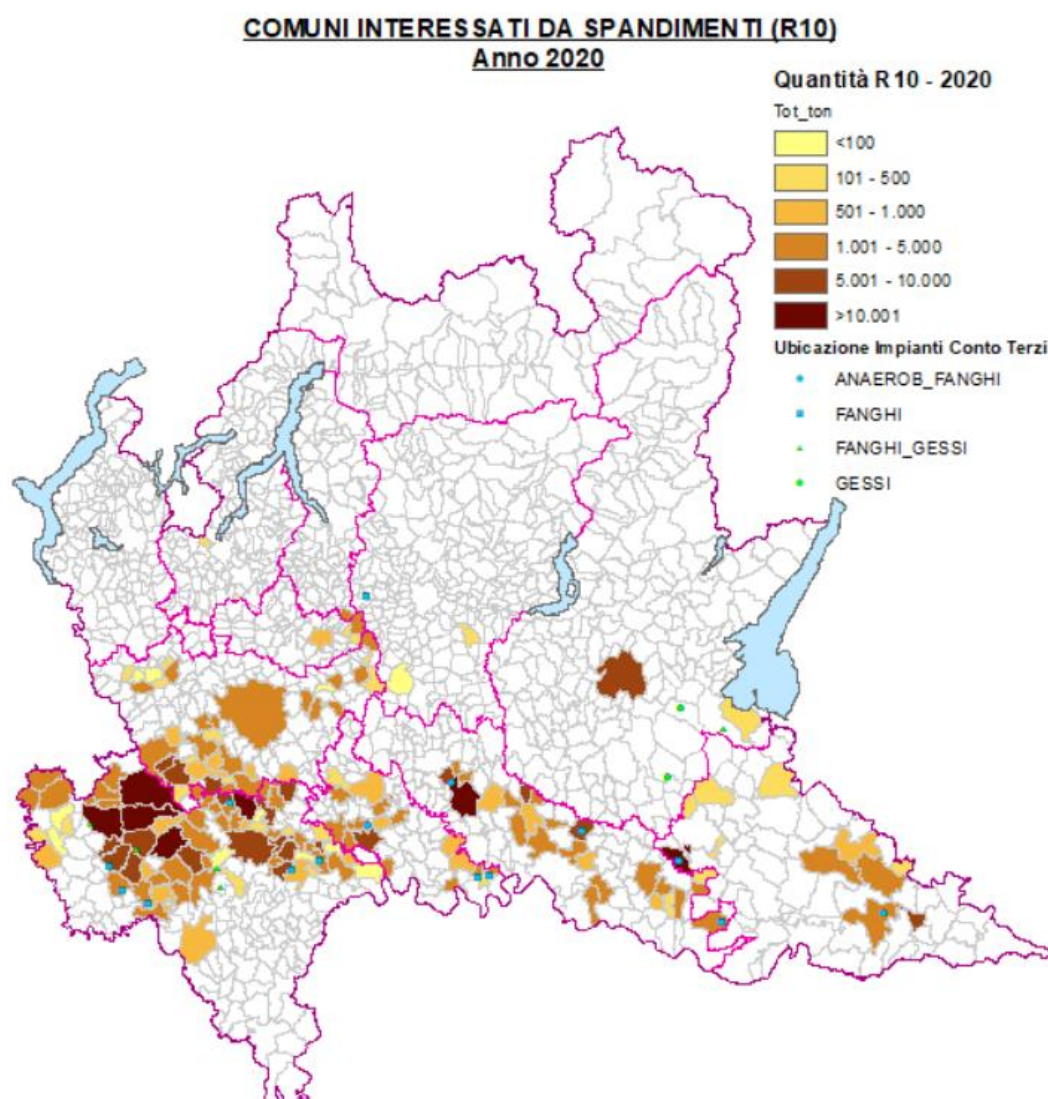 COMUNI INTERESSATI DA SPANDIMENTI (R10)
Anno 2020
Quantità R10 - 2020
Tot_ton
<100
101 - 500
501 - 1.000
1.001 - 5.000
5.001 - 10.000
>10.001
Ubicazione Impianti Conto Terzi
ANAEROB_FANGHI
FANGHI
FANGHI_GESSI
GESSI